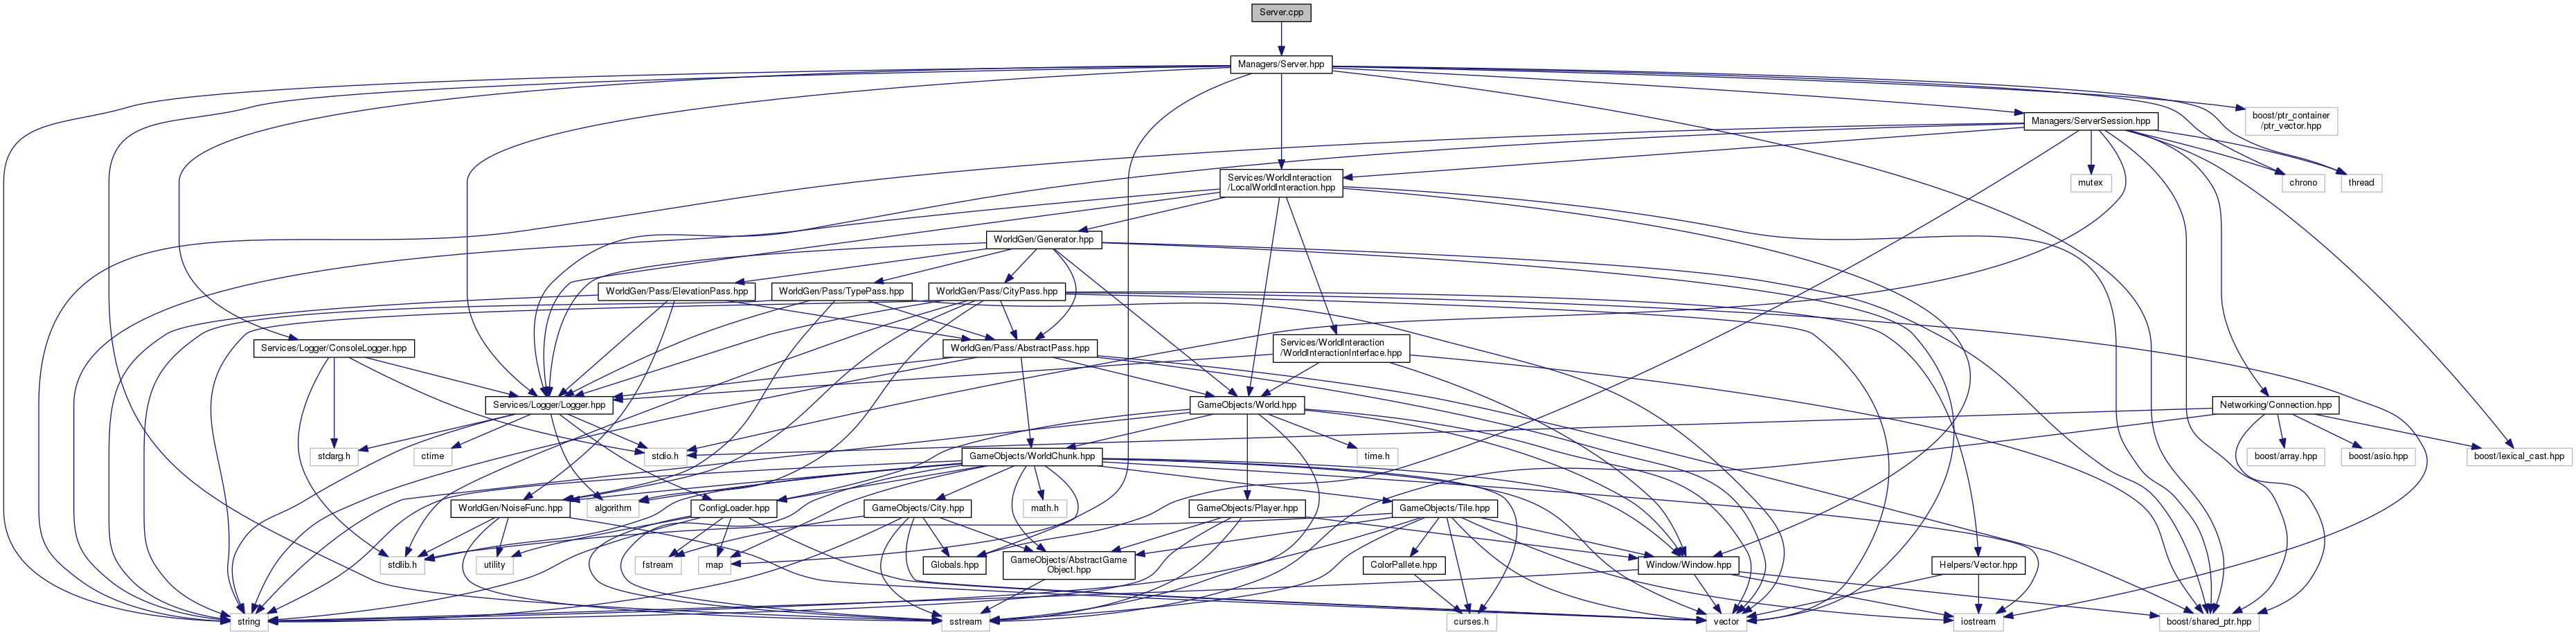 Server.cpp
Managers/Server.hpp
boost/ptr_container
/ptr_vector.hpp
Managers/ServerSession.hpp
Services/WorldInteraction
/LocalWorldInteraction.hpp
mutex
chrono
thread
WorldGen/Generator.hpp
WorldGen/Pass/ElevationPass.hpp
WorldGen/Pass/TypePass.hpp
WorldGen/Pass/CityPass.hpp
Services/Logger/ConsoleLogger.hpp
WorldGen/Pass/AbstractPass.hpp
Services/WorldInteraction
/WorldInteractionInterface.hpp
Services/Logger/Logger.hpp
GameObjects/World.hpp
Networking/Connection.hpp
stdarg.h
ctime
stdio.h
GameObjects/WorldChunk.hpp
time.h
boost/array.hpp
boost/asio.hpp
boost/lexical_cast.hpp
WorldGen/NoiseFunc.hpp
algorithm
ConfigLoader.hpp
GameObjects/City.hpp
math.h
GameObjects/Player.hpp
GameObjects/Tile.hpp
stdlib.h
utility
fstream
map
Globals.hpp
GameObjects/AbstractGame
Object.hpp
ColorPallete.hpp
Window/Window.hpp
Helpers/Vector.hpp
string
sstream
curses.h
vector
iostream
boost/shared_ptr.hpp